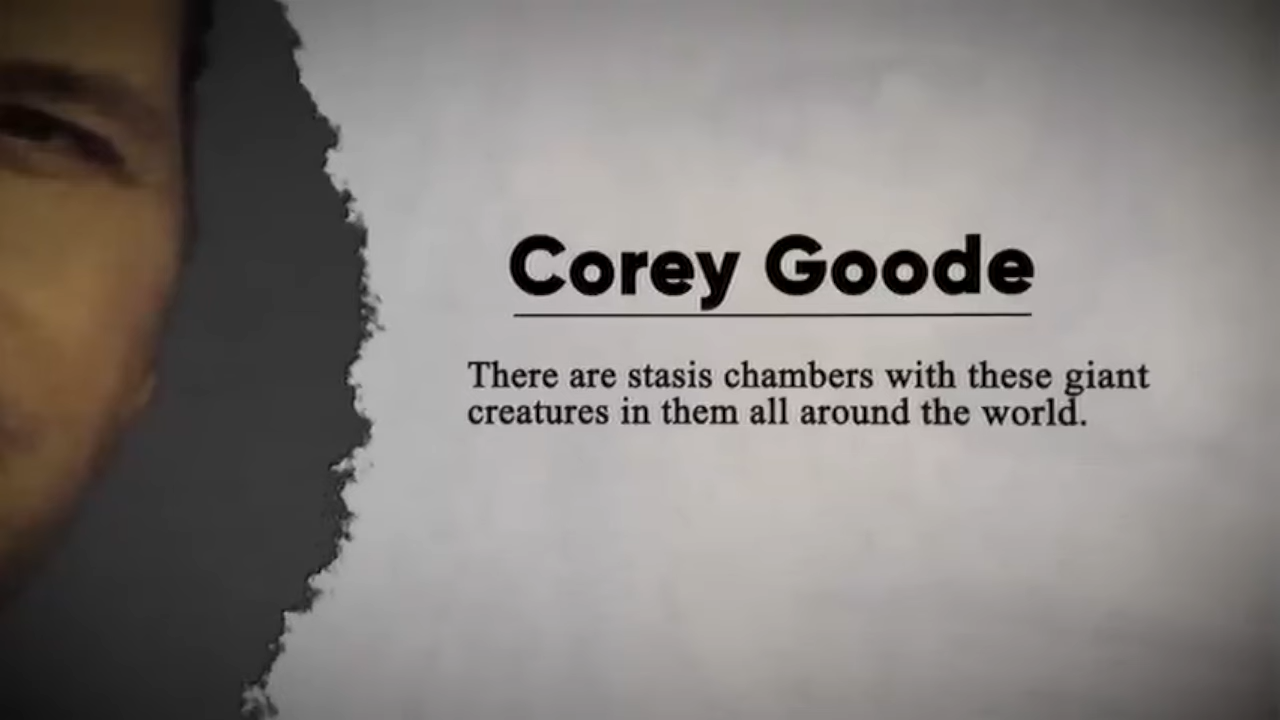 Corey Goode
There are stasis chambers with these giant
creatures in them all around the world.